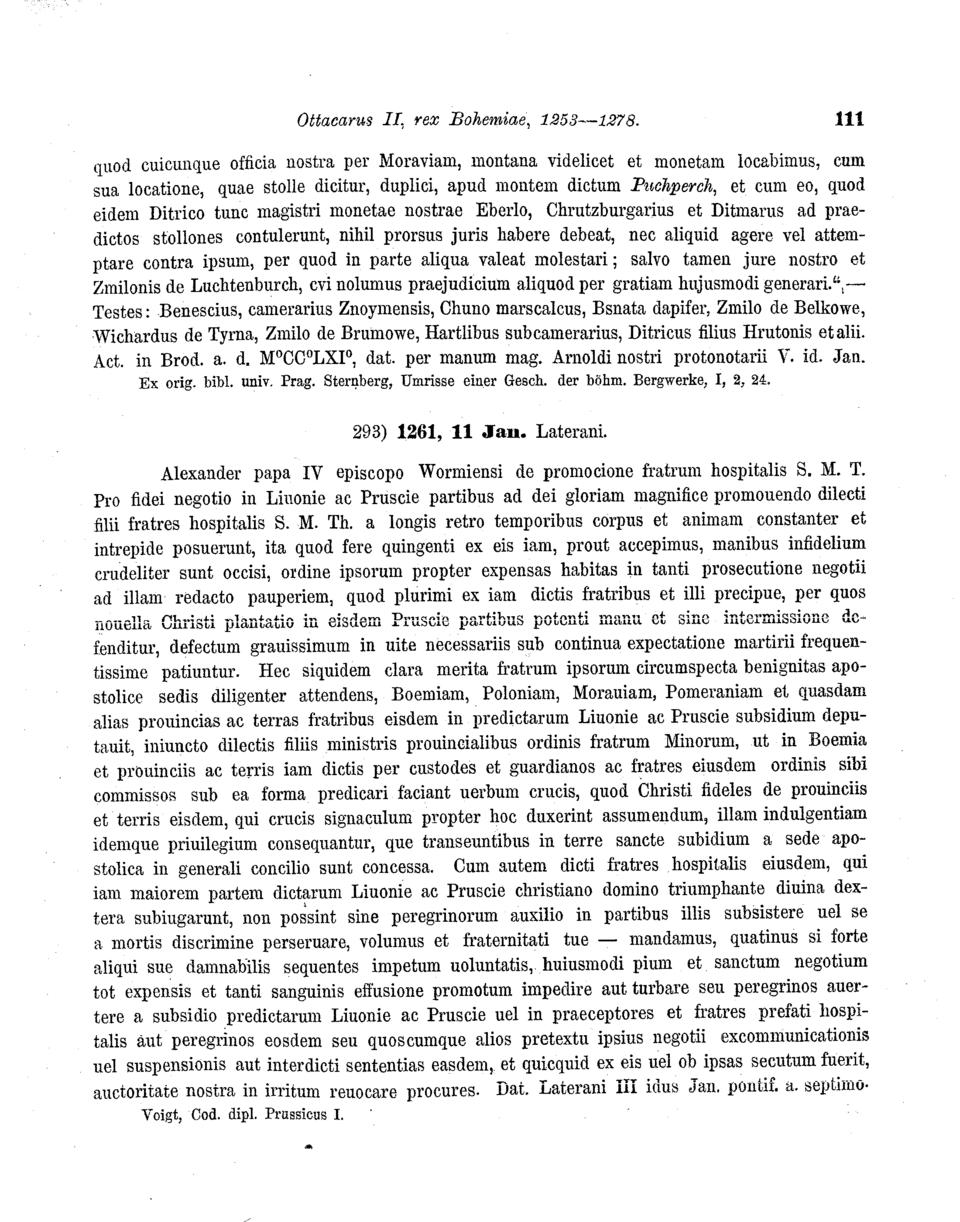 Ottacarus II, rex Bohemiae, 1253—1278. 111
quod cuicunque officia nostra per Moraviam, montana videlicet et monetam locabimus, cum
sua locatione, quae stolle dicitur, duplici, apud montem dictum Puchperch, et cum eo, quod
eidem Ditrico tunc magistri monetae nostrae Eberlo, Chrutzburgarius et Ditmarus ad prae-
dictos stollones contulerunt, nihil prorsus juris habere debeat, nec aliquid agere vel attem-
ptare contra ipsum, per quod in parte aliqua valeat molestari; salvo tamen jure nostro et
Zmilonis de Luchtenburch, cvi nolumus praejudicium aliquod per gratiam hujusmodi generari.“,—
Testes: Benescius, camerarius Znoymensis, Chuno marscalcus, Bsnata dapifer, Zmilo de Belkowe,
Wichardus de Tyrna, Zmilo de Brumowe, Hartlibus subcamerarius, Ditricus filius Hrutonis et alii.
Act. in Brod. a. d. M⁰CC⁰LXI⁰, dat. per manum mag. Arnoldi nostri protonotarii V. id. Jan.
Ex orig. bibl. univ. Prag. Sternberg, Umrisse einer Gesch. der böhm. Bergwerke, I, 2, 24.
293) 1261, 11 Jan. Laterani.
Alexander papa IV episcopo Wormiensi de promocione fratrum hospitalis S. M. T.
Pro fidei negotio in Liuonie ac Pruscie partibus ad dei gloriam magnifice promouendo dilecti
filii fratres hospitalis S. M. Th. a longis retro temporibus corpus et animam constanter et
intrepide posuerunt, ita quod fere quingenti ex eis iam, prout accepimus, manibus infidelium
crudeliter sunt occisi, ordine ipsorum propter expensas habitas in tanti prosecutione negotii
ad illam redacto pauperiem, quod plurimi ex iam dictis fratribus et illi precipue, per quos
nouella Christi plantatio in eisdem Pruscie partibus potenti manu et sine intermissione de-
fenditur, defectum grauissimum in uite necessariis sub continua expectatione martirii frequen-
tissime patiuntur. Hec siquidem clara merita fratrum ipsorum circumspecta benignitas apo-
stolice sedis diligenter attendens, Boemiam, Poloniam, Morauiam, Pomeraniam et quasdam
alias prouincias ac terras fratribus eisdem in predictarum Liuonie ac Pruscie subsidium depu-
tauit, iniuncto dilectis filiis ministris prouincialibus ordinis fratrum Minorum, ut in Boemia
et prouinciis ac terris iam dictis per custodes et guardianos ac fratres eiusdem ordinis sibi
commissos sub ea forma predicari faciant uerbum crucis, quod Christi fideles de prouinciis
et terris eisdem, qui crucis signaculum propter hoc duxerint assumendum, illam indulgentiam
idemque priuilegium consequantur, que transeuntibus in terre sancte subidium a sede apo-
stolica in generali concilio sunt concessa. Cum autem dicti fratres hospitalis eiusdem, qui
iam maiorem partem dictarum Liuonie ac Pruscie christiano domino triumphante diuina dex-
tera subiugarunt, non possint sine peregrinorum auxilio in partibus illis subsistere uel se
a mortis discrimine perseruare, volumus et fraternitati tue — mandamus, quatinus si forte
aliqui sue damnabilis sequentes impetum uoluntatis, huiusmodi pium et sanctum negotium
tot expensis et tanti sanguinis effusione promotum impedire aut turbare seu peregrinos auer-
tere a subsidio predictarum Liuonie ac Pruscie uel in praeceptores et fratres prefati hospi-
talis aut peregrinos eosdem seu quoscumque alios pretextu ipsius negotii excommunicationis
uel suspensionis aut interdicti sententias easdem, et quicquid ex eis uel ob ipsas secutum fuerit,
auctoritate nostra in irritum reuocare procures. Dat. Laterani III idus Jan. pontif. a. septimo.
Voigt, Cod. dipl. Prussicus I.